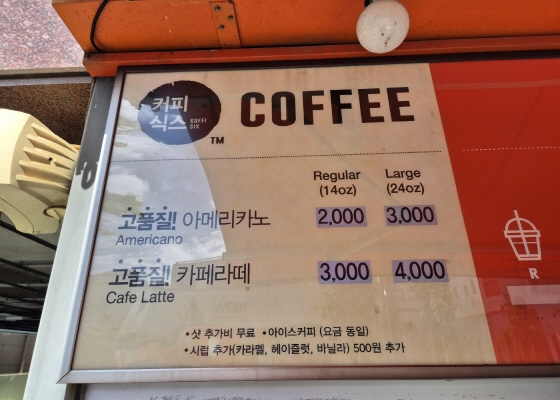 커피
식스 KOFFI
SIX
TM
COFFEE
Regular Large
(14oz) (24oz)
고품질! 아메리카노 2,000 3,000
Americano
고품질! 카페라떼 3,000 4,000
Cafe Latte
•샷 추가비 무료 •아이스커피 (요금 동일)
•시럽 추가(카라멜, 헤이즐럿, 바닐라) 500원 추가
R